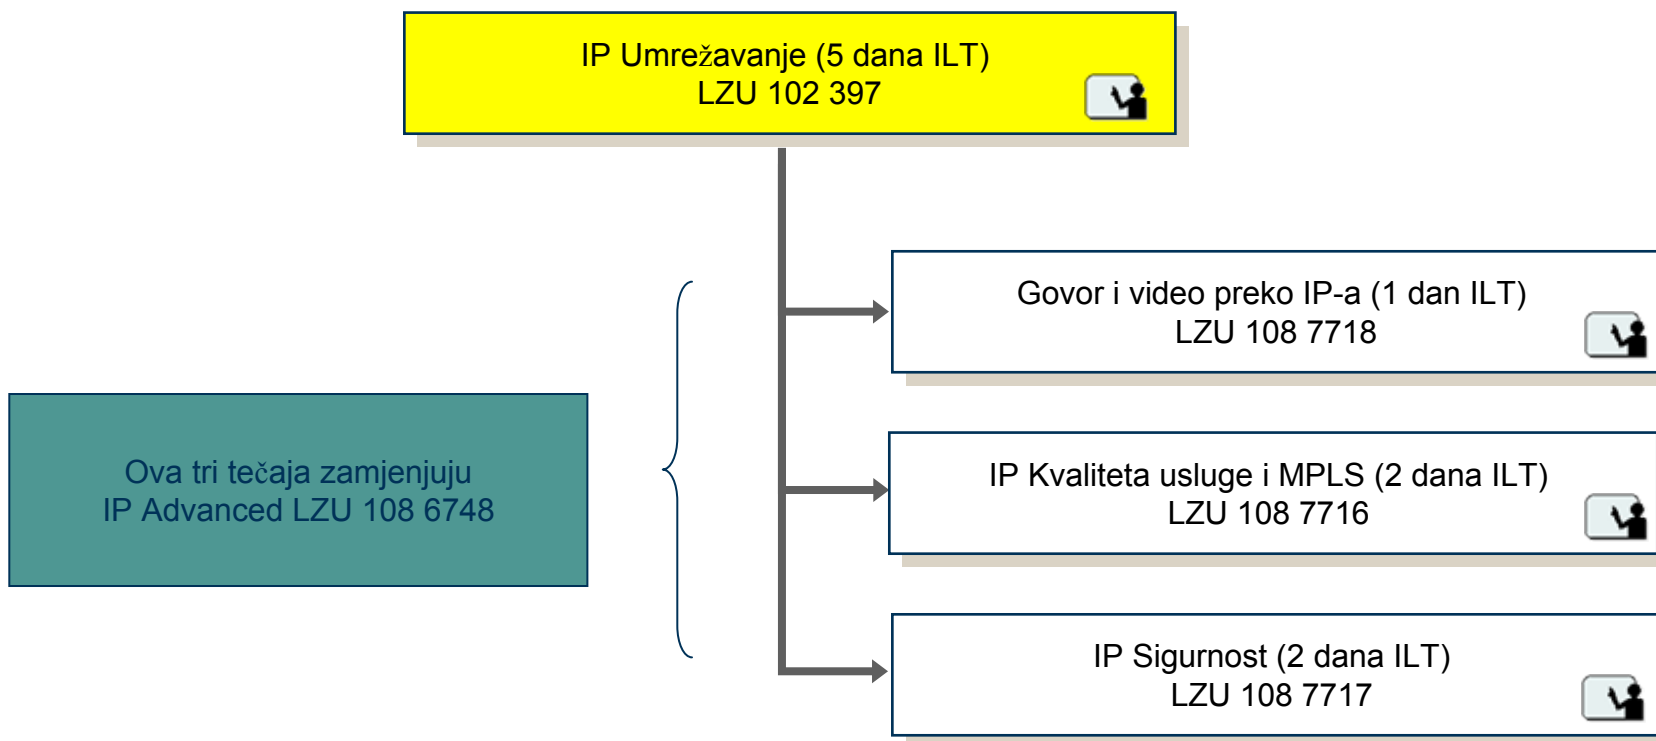 IP Umrežavanje (5 dana ILT)
LZU 102 397
Govor i video preko IP-a (1 dan ILT)
LZU 108 7718
Ova tri tečaja zamjenjuju
IP Advanced LZU 108 6748
IP Kvaliteta usluge i MPLS (2 dana ILT)
LZU 108 7716
IP Sigurnost (2 dana ILT)
LZU 108 7717